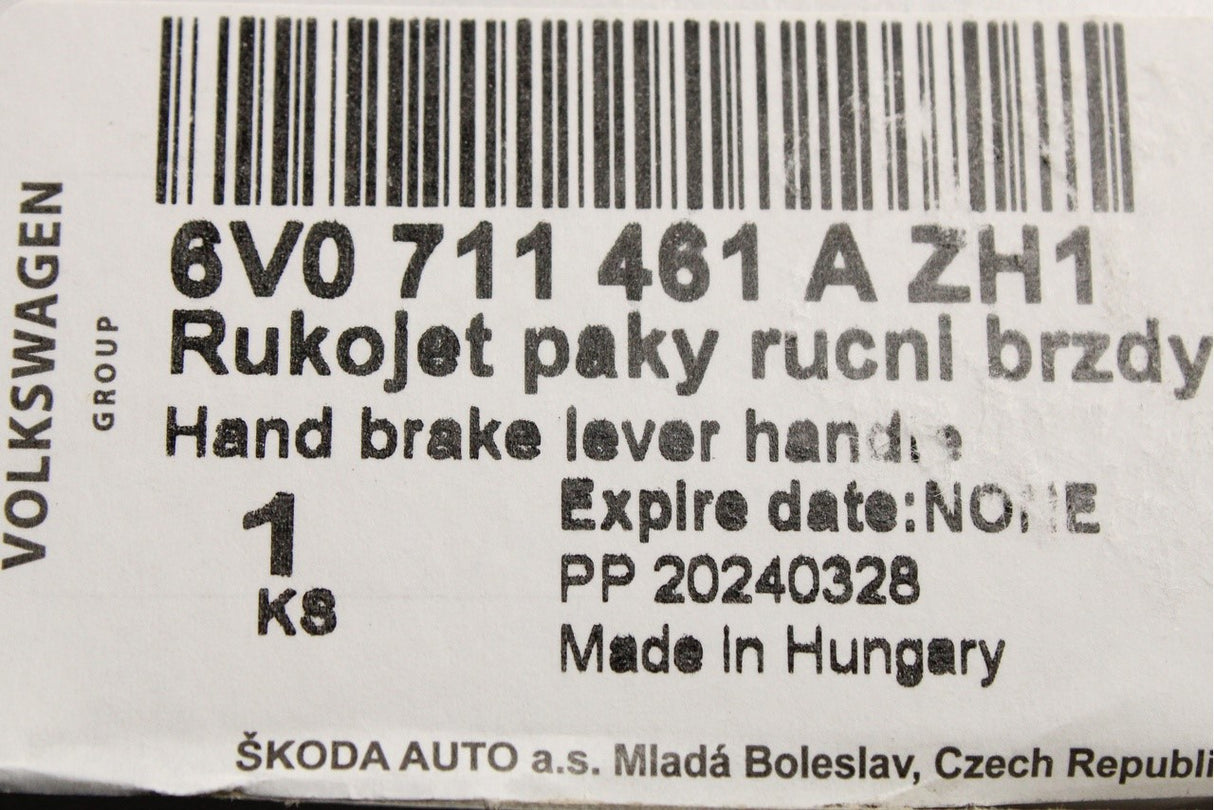 VOLKSWAGEN
GROUP
6V0 711 461 A ZH1
Rukojet paky rucni brzdy
Hand brake lever handle
1
KS
Expire date:NONE
PP 20240328
Made in Hungary
ŠKODA AUTO a.s. Mladá Boleslav, Czech Republi